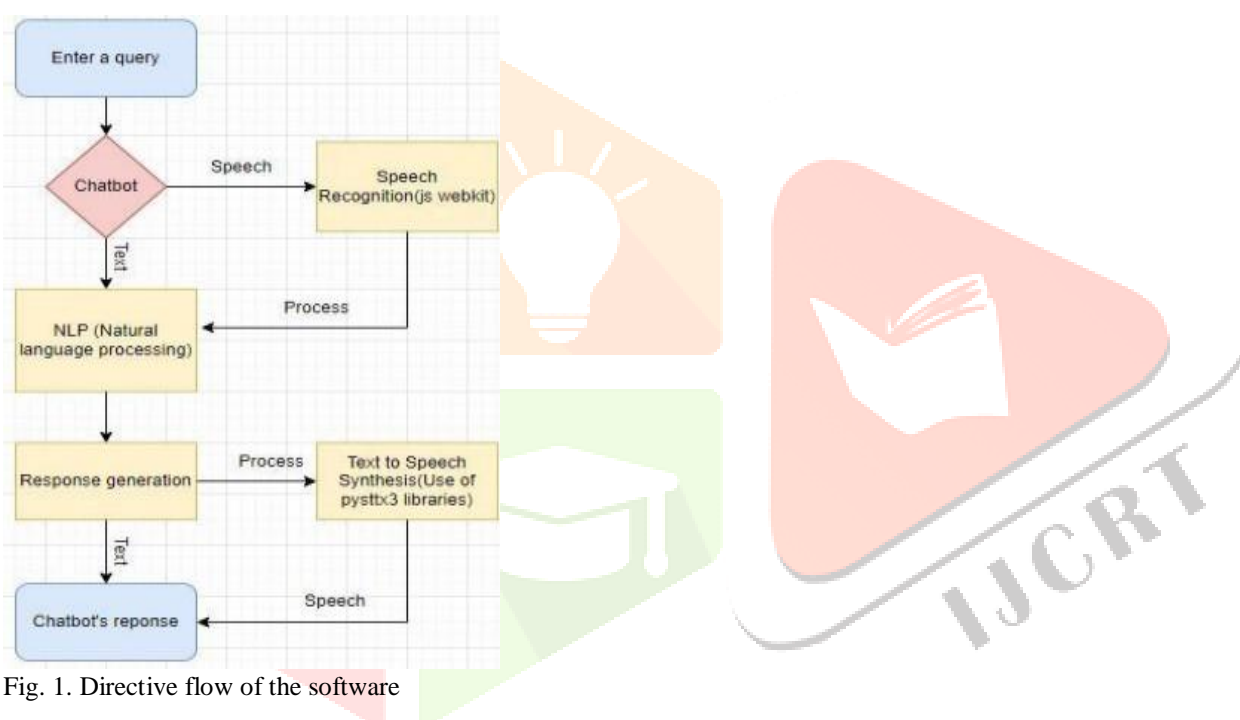 Enter a query
Chatbot
Speech
Speech
Recognition(js webkit)
Text
Process
NLP (Natural
language processing)
Response generation
Process
Text to Speech
Synthesis(Use of
pysttx3 libraries)
Text
Speech
Chatbot's reponse
IJCRT
Fig. 1. Directive flow of the software